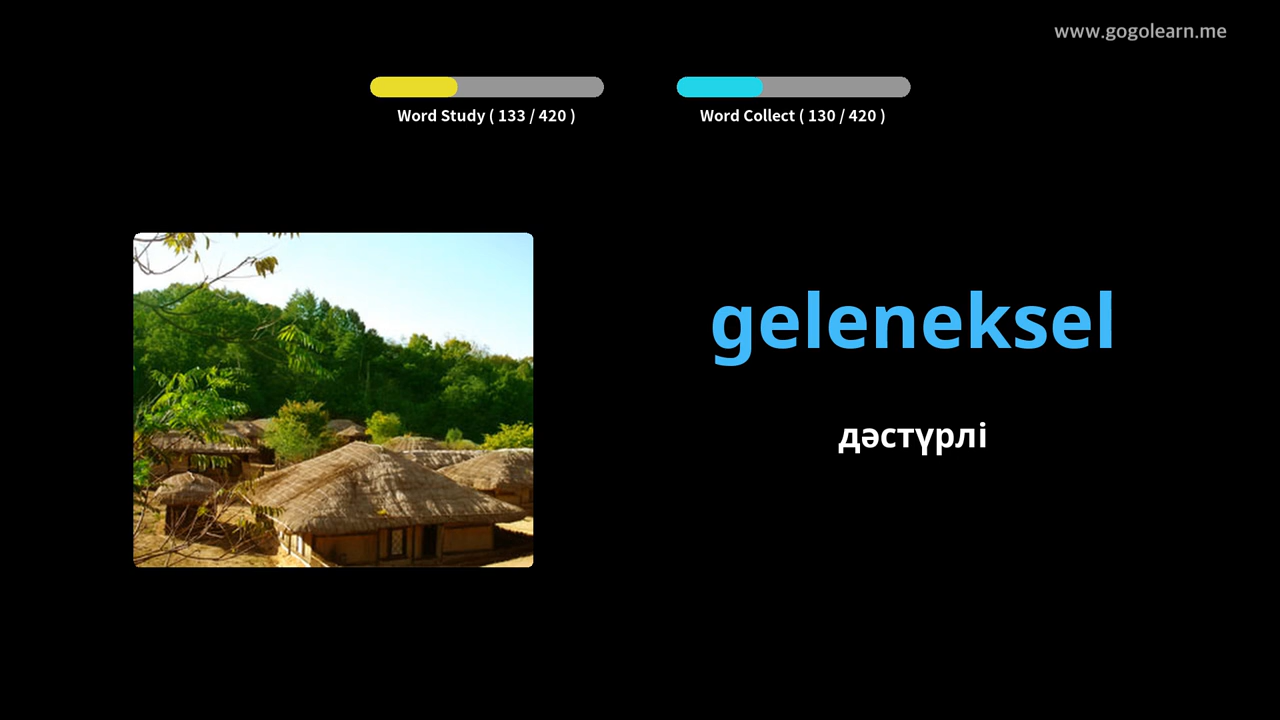 www.gogolearn.me
Word Study ( 133 / 420 )
Word Collect ( 130 / 420 )
geleneksel
дәстүрлі